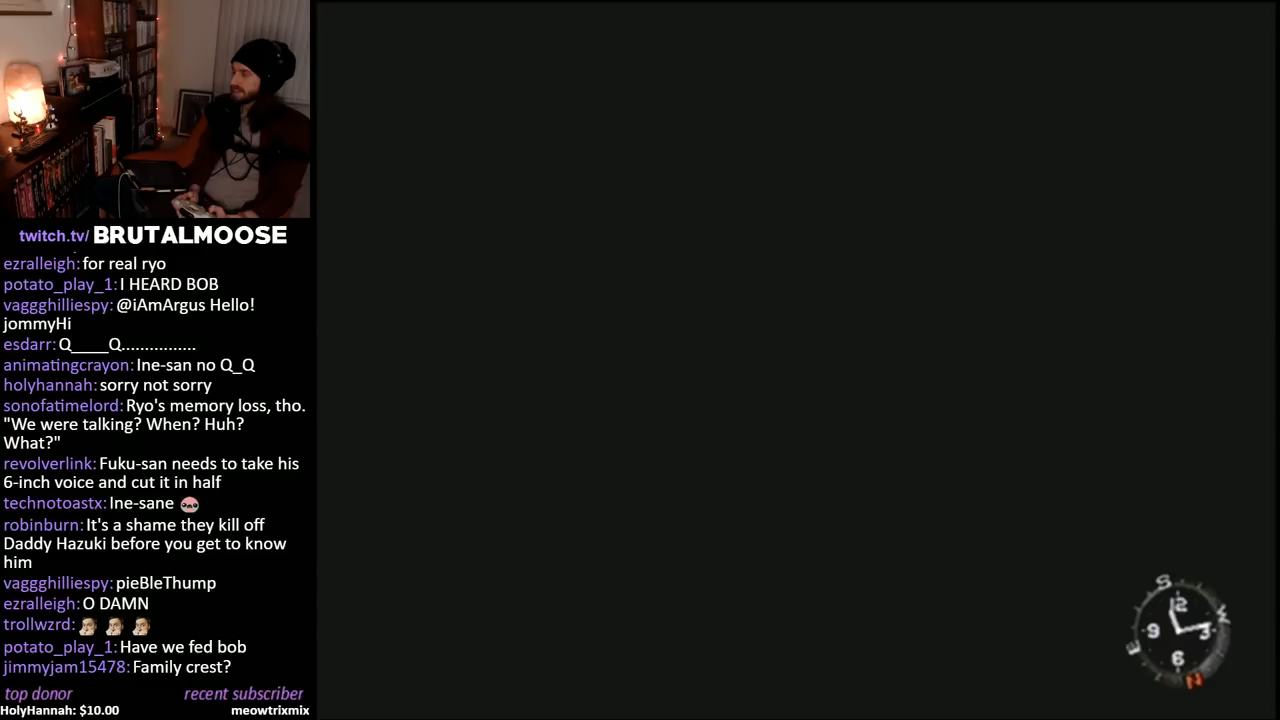 twitch.tv/ BRUTALMOOSE
ezralleigh: for real ryo
potato_play_1: I HEARD BOB
vaggghilliespy: @iAmArgus Hello!
jommyHi
esdarr: Q____Q...............
animatingcrayon: Ine-san no Q_Q
holyhannah: sorry not sorry
sonofatimelord: Ryo's memory loss, tho.
"We were talking? When? Huh?
What?"
revolverlink: Fuku-san needs to take his
6-inch voice and cut it in half
technotoastx: Ine-sane
robinburn: It's a shame they kill off
Daddy Hazuki before you get to know
him
vaggghilliespy: pieBleThump
ezralleigh: O DAMN
trollwzrd:
potato_play_1: Have we fed bob
jimmyjam15478: Family crest?
top donor recent subscriber
HolyHannah: $10.00 meowtrixmix
S
12
W
9 3
E
6
N